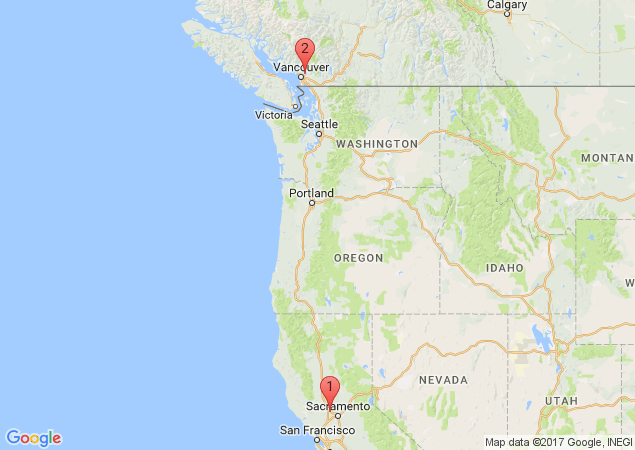 Calgary
2
Vancouver
Victoria
Seattle
WASHINGTON
MONTAN
Portland
OREGON
IDAHO
W
NEVADA
1
UTAH
Sacramento
San Francisco
Google
Map data ©2017 Google, INEGI